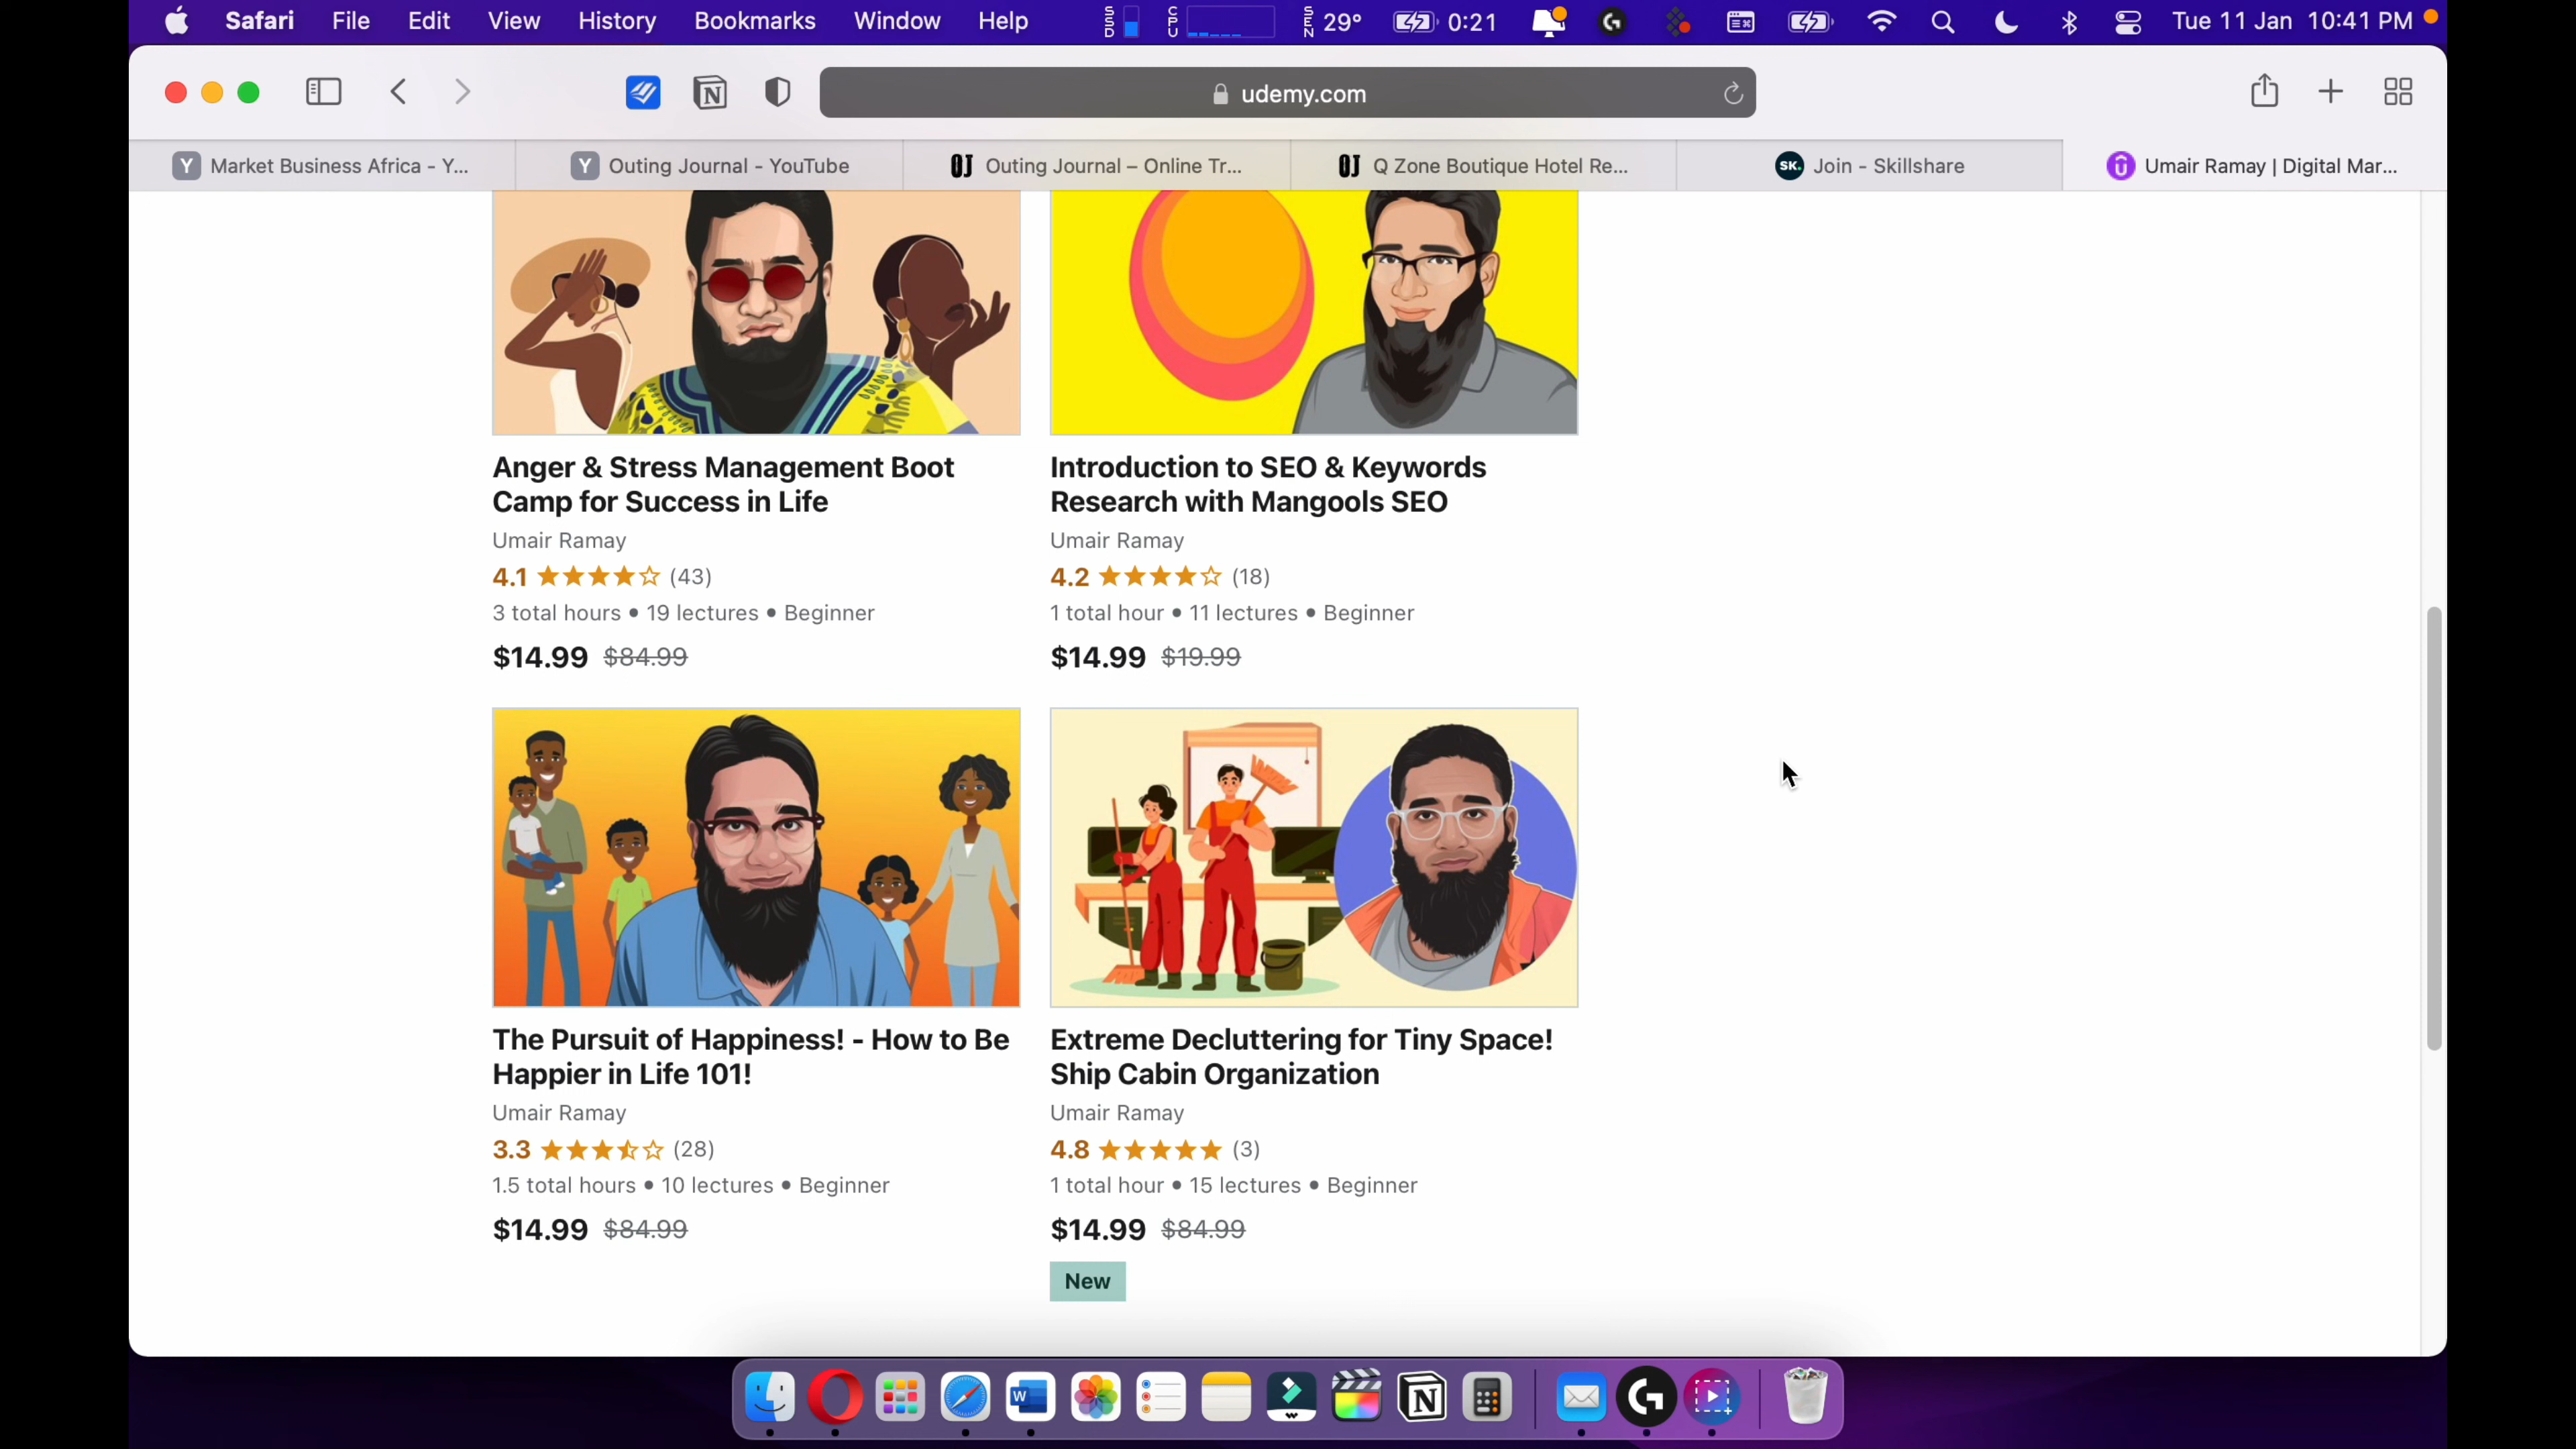 Safari File Edit View History Bookmarks Window Help SSD CPU SEN 29° 0:21 Tue 11 Jan 10:41 PM
udemy.com
Y Market Business Africa - Y... Y Outing Journal - YouTube OJ Outing Journal – Online Tr... OJ Q Zone Boutique Hotel Re... SK. Join - Skillshare Umair Ramay | Digital Mar...
Anger & Stress Management Boot
Camp for Success in Life
Umair Ramay
4.1 (43)
3 total hours • 19 lectures • Beginner
$14.99 $84.99
Introduction to SEO & Keywords
Research with Mangools SEO
Umair Ramay
4.2 (18)
1 total hour • 11 lectures • Beginner
$14.99 $19.99
The Pursuit of Happiness! - How to Be
Happier in Life 101!
Umair Ramay
3.3 (28)
1.5 total hours • 10 lectures • Beginner
$14.99 $84.99
Extreme Decluttering for Tiny Space!
Ship Cabin Organization
Umair Ramay
4.8 (3)
1 total hour • 15 lectures • Beginner
$14.99 $84.99
New